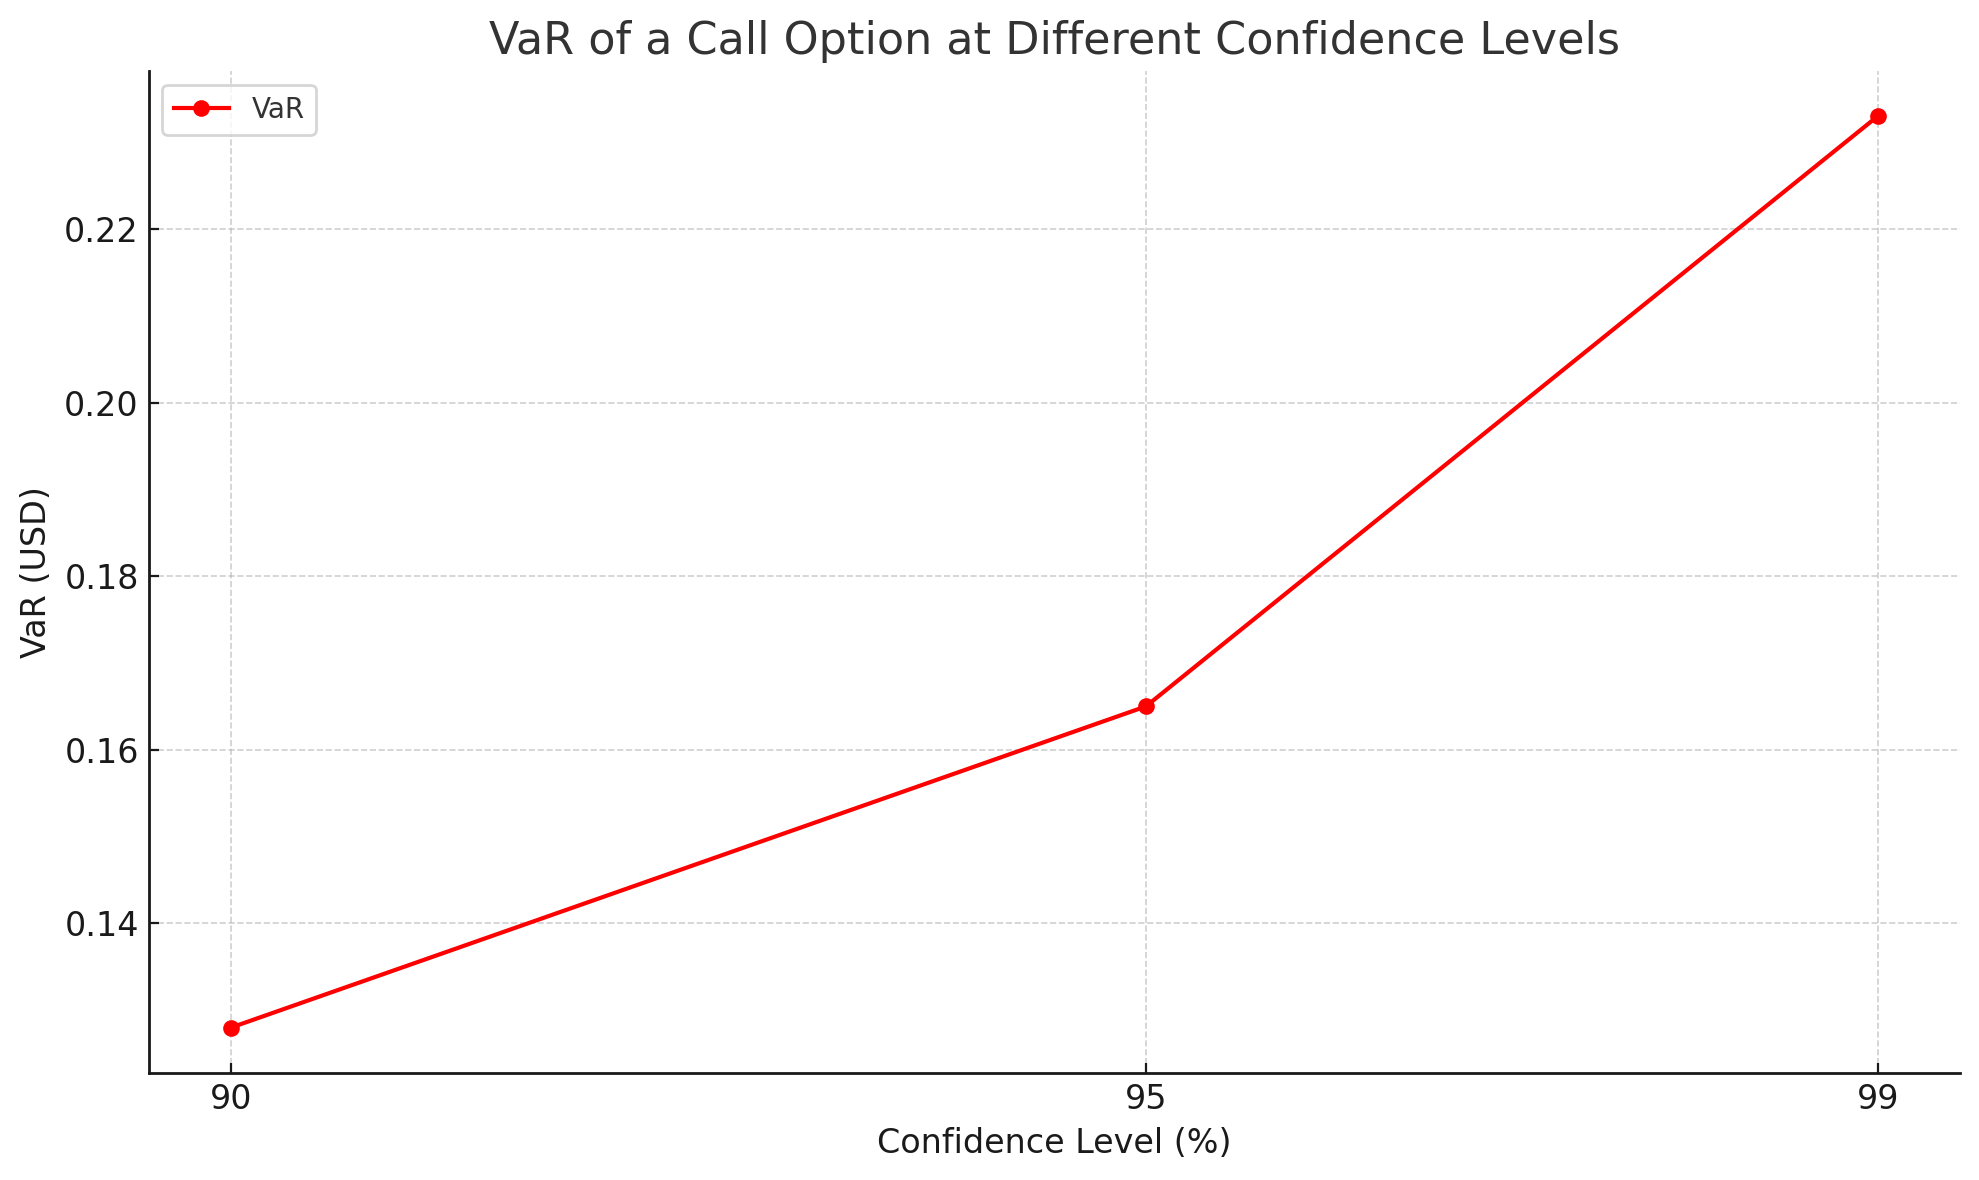 VaR of a Call Option at Different Confidence Levels
VaR
0.22
0.20
0.18
0.16
0.14
VaR (USD)
90
95
99
Confidence Level (%)